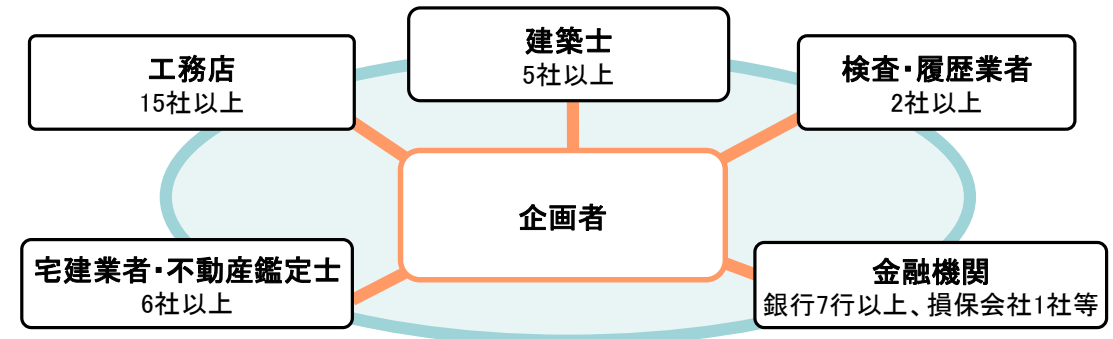 建築士
5社以上
工務店
15社以上
検査・履歴業者
2社以上
企画者
宅建業者・不動産鑑定士
6社以上
金融機関
銀行7行以上、損保会社1社等